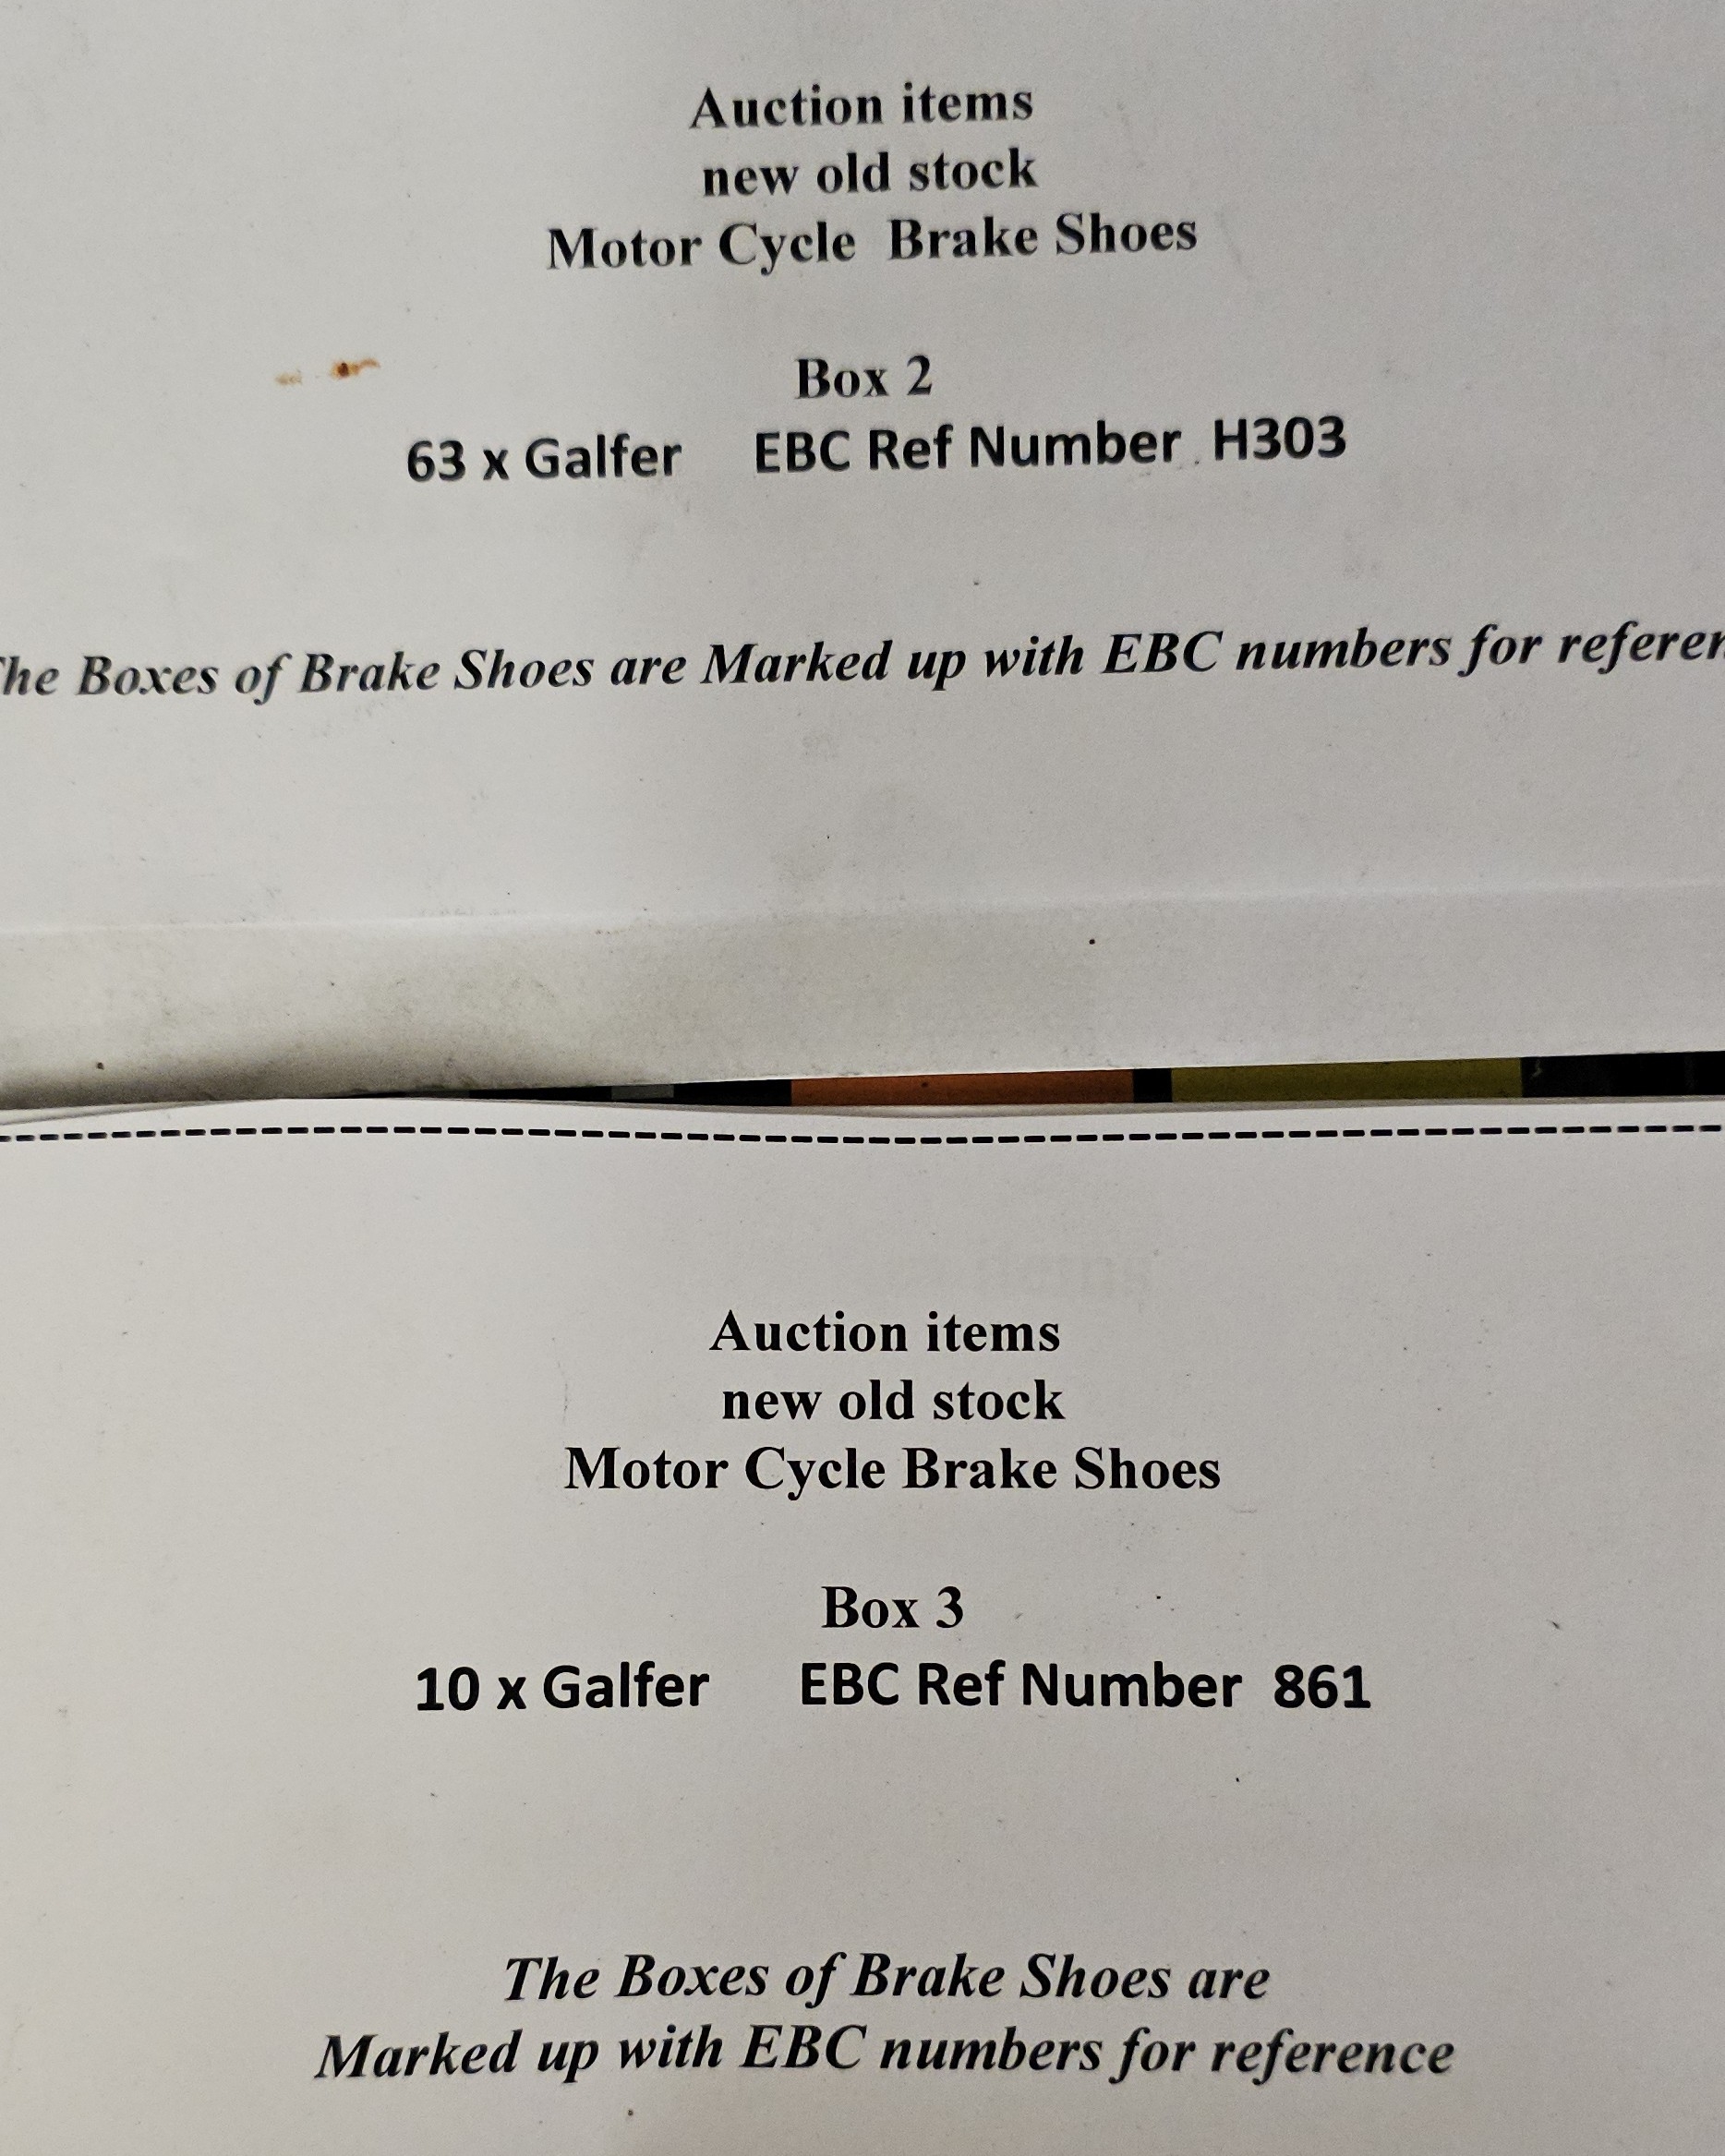 Auction items
new old stock
Motor Cycle Brake Shoes
Box 2
63 x Galfer EBC Ref Number H303
The Boxes of Brake Shoes are Marked up with EBC numbers for referen
Auction items
new old stock
Motor Cycle Brake Shoes
Box 3
10 x Galfer EBC Ref Number 861
The Boxes of Brake Shoes are
Marked up with EBC numbers for reference